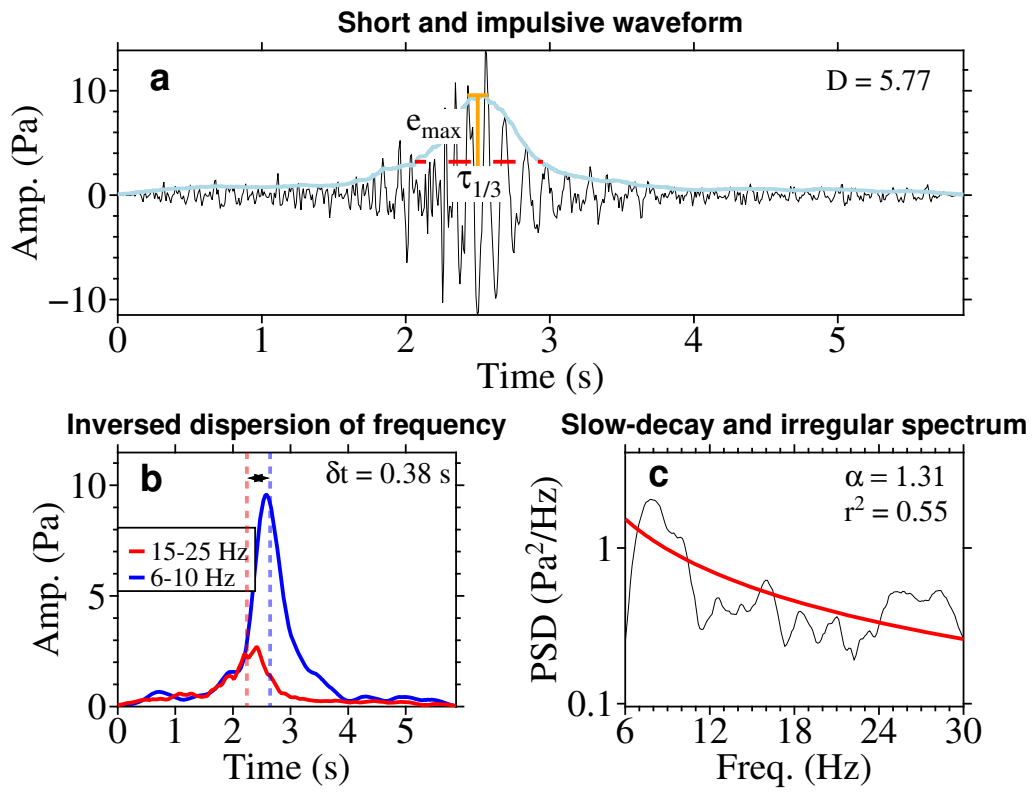 Short and impulsive waveform
a
D = 5.77
e_max
τ_1/3
Amp. (Pa)
10
0
−10
0 1 2 3 4 5
Time (s)
Inversed dispersion of frequency
b
δt = 0.38 s
15-25 Hz
6-10 Hz
Amp. (Pa)
10
5
0
0 1 2 3 4 5
Time (s)
Slow-decay and irregular spectrum
c
α = 1.31
r² = 0.55
PSD (Pa²/Hz)
1
0.1
6 12 18 24 30
Freq. (Hz)